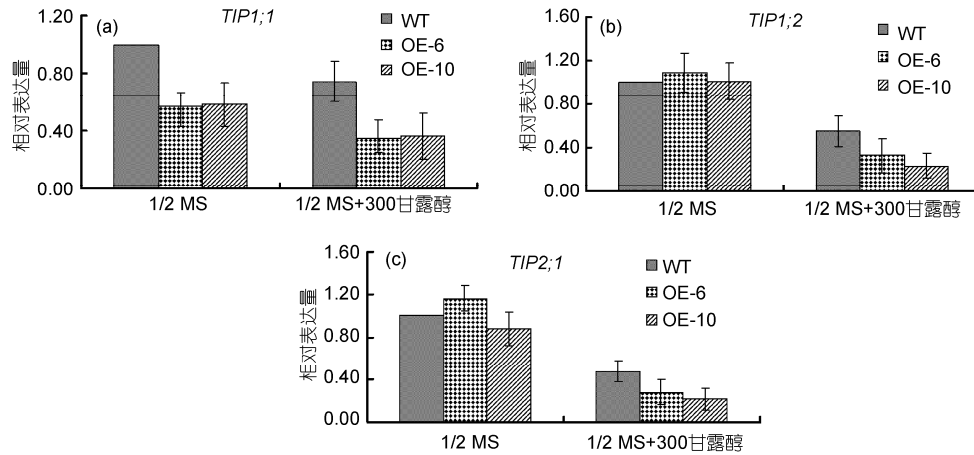 (a)
TIP1;1
WT
OE-6
OE-10
相对表达量
1.20
0.80
0.40
0.00
1/2 MS
1/2 MS+300甘露醇
(b)
TIP1;2
WT
OE-6
OE-10
相对表达量
1.60
1.20
0.80
0.40
0.00
1/2 MS
1/2 MS+300甘露醇
(c)
TIP2;1
WT
OE-6
OE-10
相对表达量
1.60
1.20
0.80
0.40
0.00
1/2 MS
1/2 MS+300甘露醇